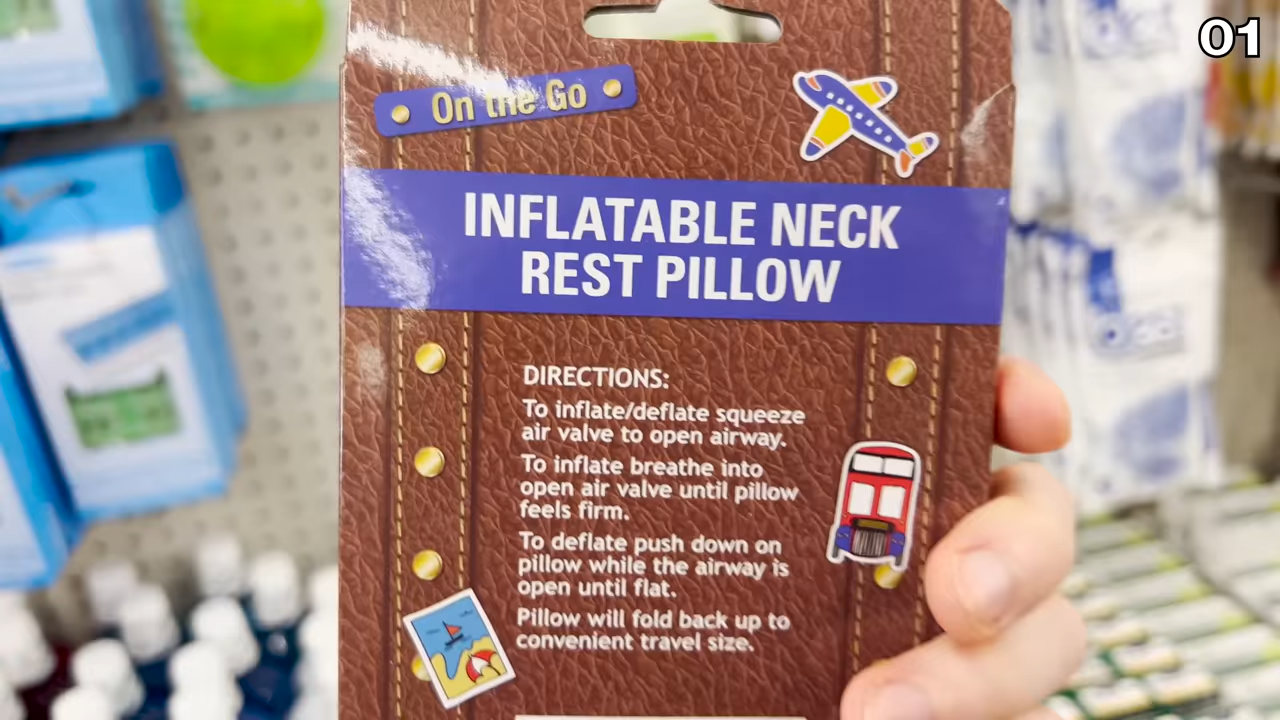 01
On the Go
INFLATABLE NECK
REST PILLOW
DIRECTIONS:
To inflate/deflate squeeze
air valve to open airway.
To inflate breathe into
open air valve until pillow
feels firm.
To deflate push down on
pillow while the airway is
open until flat.
Pillow will fold back up to
convenient travel size.